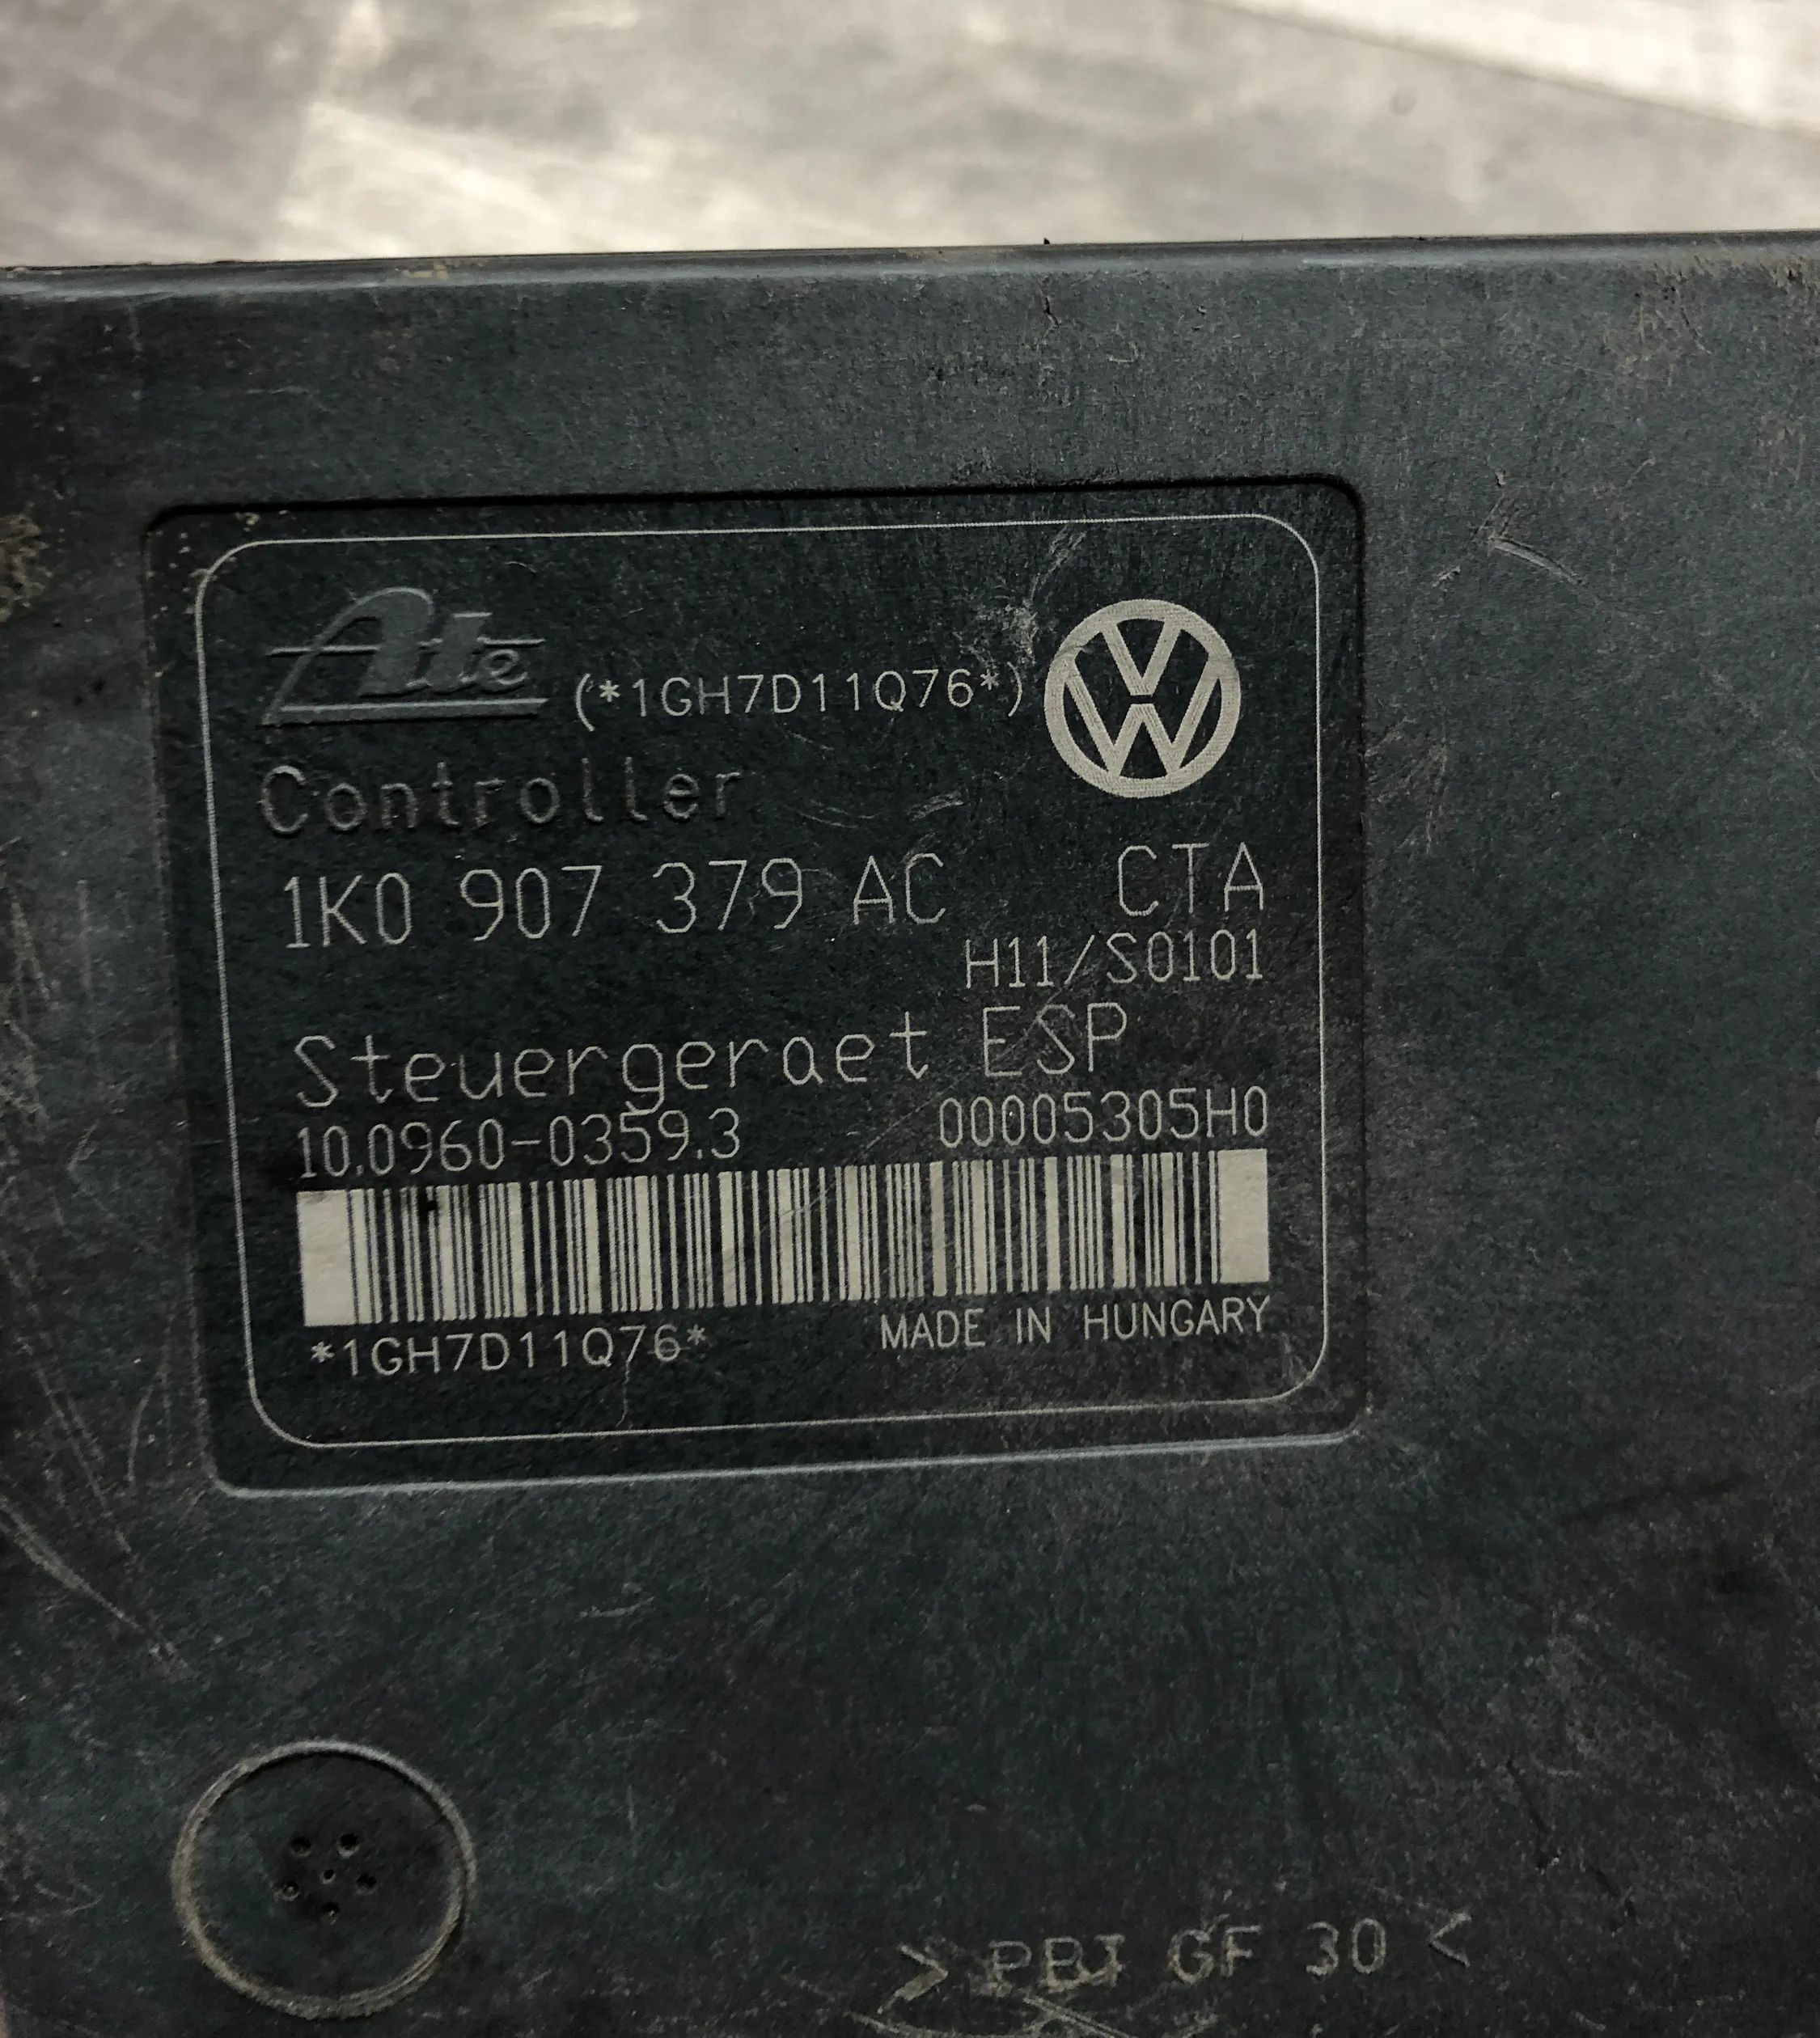 Ate (*1GH7D11Q76*) VW
Controller
1K0 907 379 AC CTA
H11/S0101
Steuergeraet ESP
10.0960-0359.3 00005305H0
*1GH7D11Q76* MADE IN HUNGARY
> PBT GF 30 <